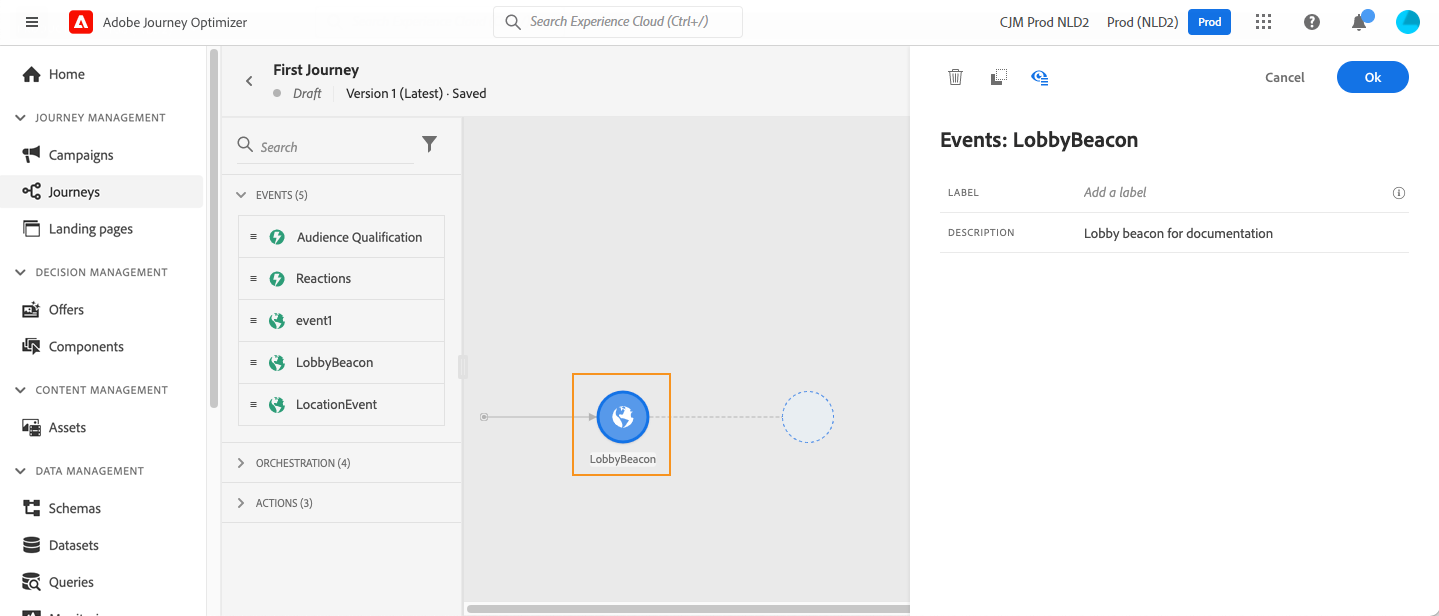 Adobe Journey Optimizer
Search Experience Cloud (Ctrl+/)
CJM Prod NLD2
Prod (NLD2)
Prod
Home
JOURNEY MANAGEMENT
Campaigns
Journeys
Landing pages
DECISION MANAGEMENT
Offers
Components
CONTENT MANAGEMENT
Assets
DATA MANAGEMENT
Schemas
Datasets
Queries
First Journey
Draft
Version 1 (Latest) · Saved
Search
EVENTS (5)
Audience Qualification
Reactions
event1
LobbyBeacon
LocationEvent
ORCHESTRATION (4)
ACTIONS (3)
LobbyBeacon
Cancel
Ok
Events: LobbyBeacon
LABEL
Add a label
DESCRIPTION
Lobby beacon for documentation